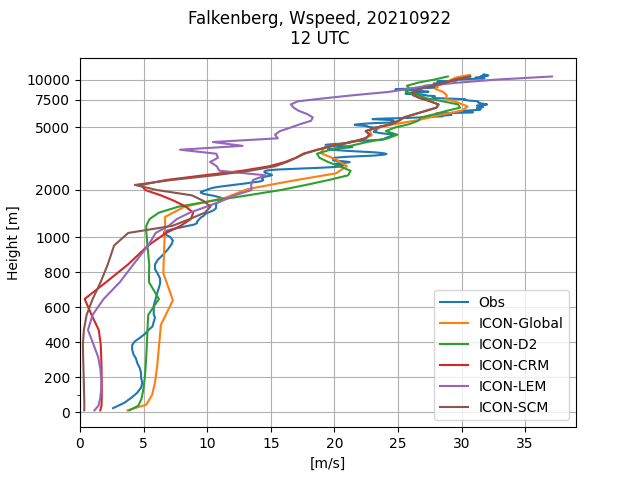 Falkenberg, Wspeed, 20210922
12 UTC
Height [m]
10000
7500
5000
2000
1000
800
600
400
200
0
0 5 10 15 20 25 30 35
[m/s]
Obs
ICON-Global
ICON-D2
ICON-CRM
ICON-LEM
ICON-SCM